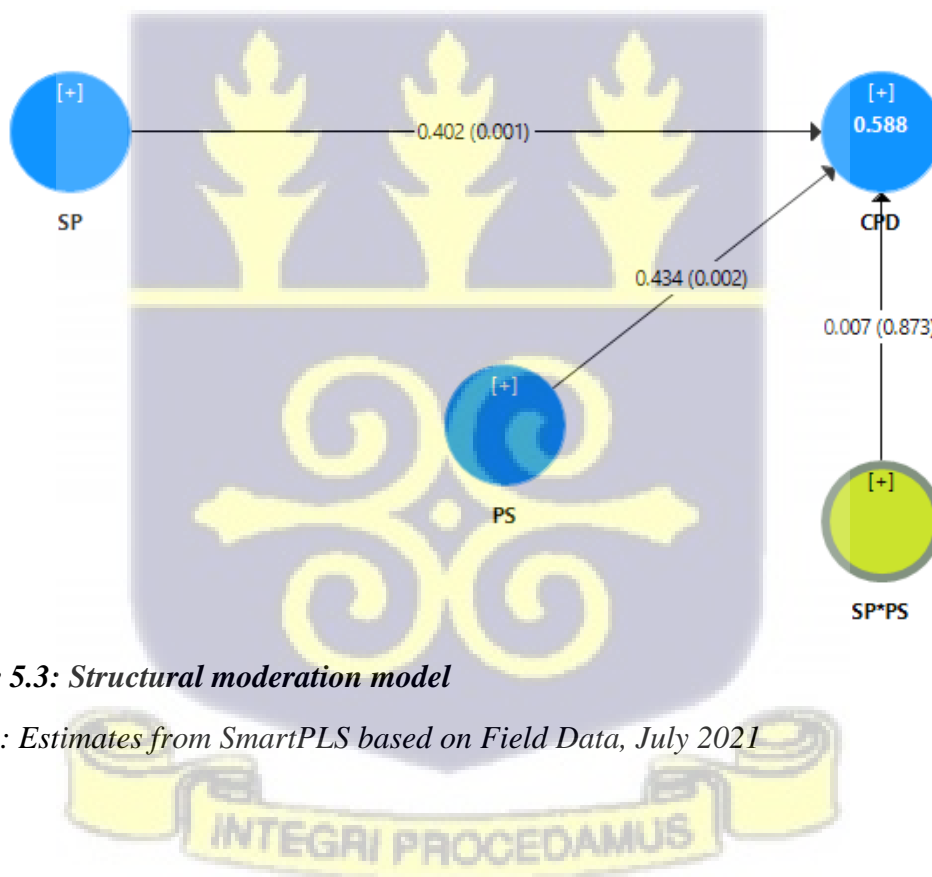 [+]
[+]
0.588
0.402 (0.001)
SP
CPD
0.434 (0.002)
0.007 (0.873)
[+]
PS
[+]
SP*PS
5.3: Structural moderation model
: Estimates from SmartPLS based on Field Data, July 2021
INTEGRI PROCEDAMUS